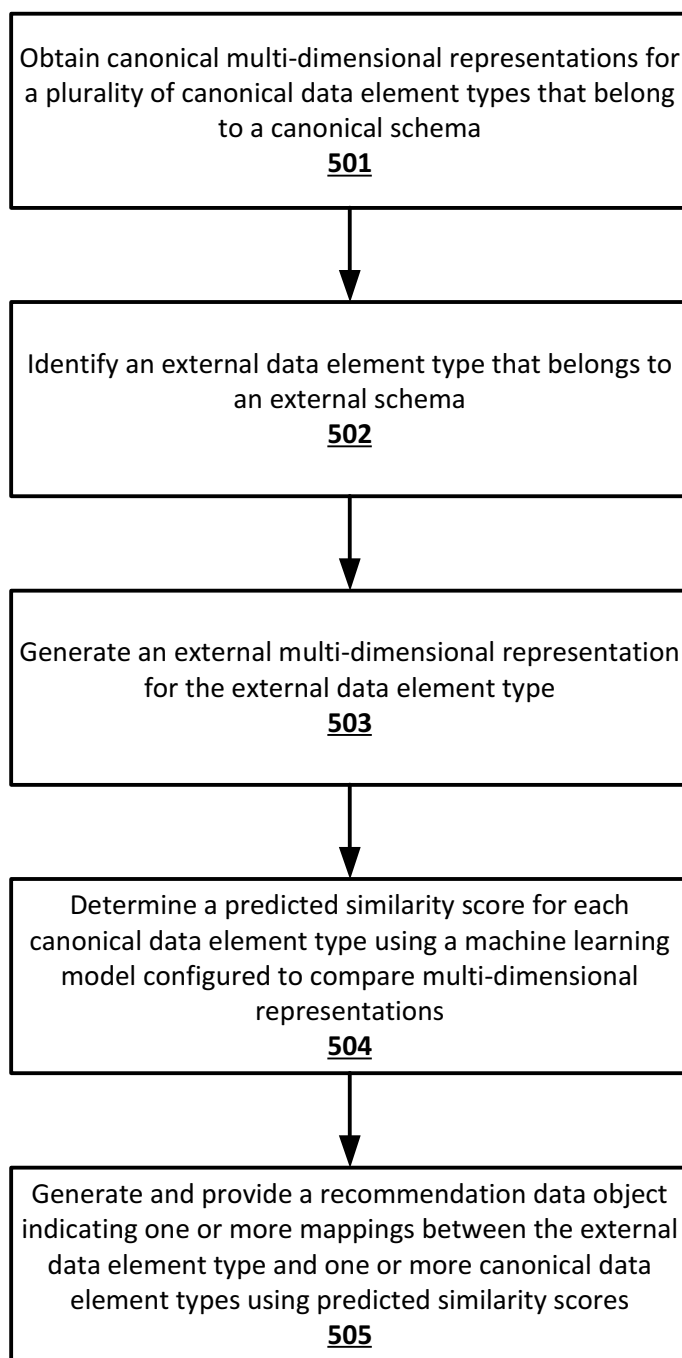 Obtain canonical multi-dimensional representations for
a plurality of canonical data element types that belong
to a canonical schema
501
Identify an external data element type that belongs to
an external schema
502
Generate an external multi-dimensional representation
for the external data element type
503
Determine a predicted similarity score for each
canonical data element type using a machine learning
model configured to compare multi-dimensional
representations
504
Generate and provide a recommendation data object
indicating one or more mappings between the external
data element type and one or more canonical data
element types using predicted similarity scores
505